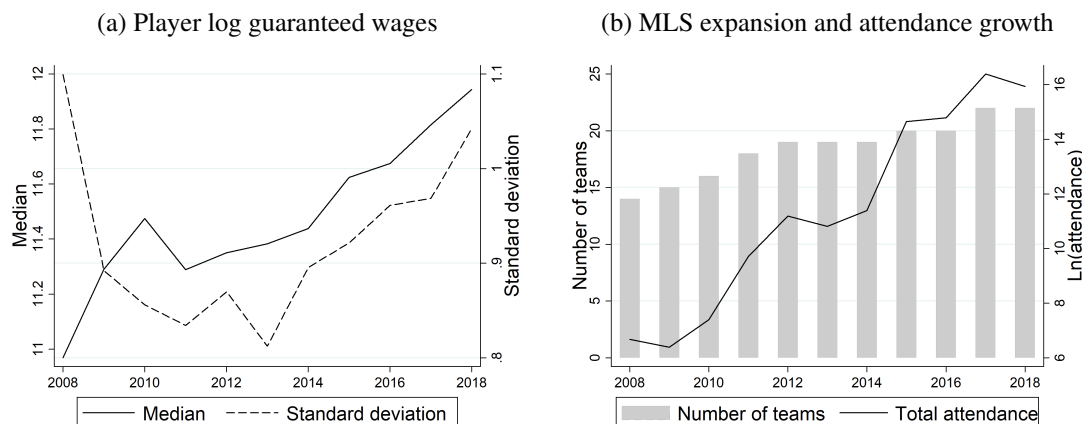 (a) Player log guaranteed wages
12
11.8
11.6
11.4
11.2
11
Median
1.1
1
.9
.8
Standard deviation
2008 2010 2012 2014 2016 2018
Median Standard deviation
(b) MLS expansion and attendance growth
25
20
15
10
5
0
Number of teams
16
14
12
10
8
6
Ln(attendance)
2008 2010 2012 2014 2016 2018
Number of teams Total attendance